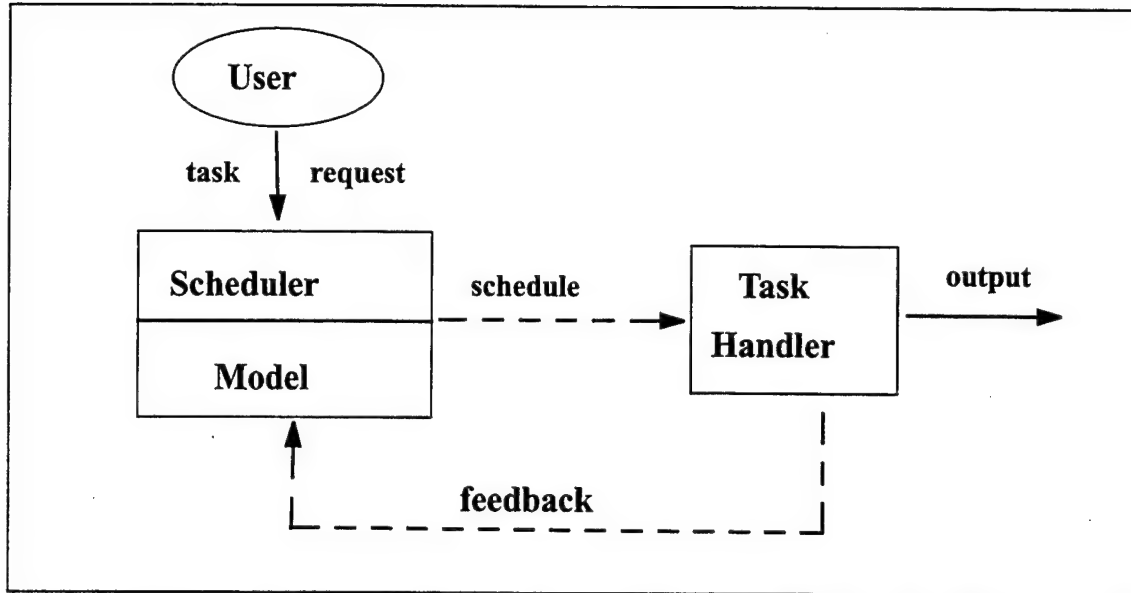 User
task request
Scheduler
schedule
Task
Handler
output
Model
feedback